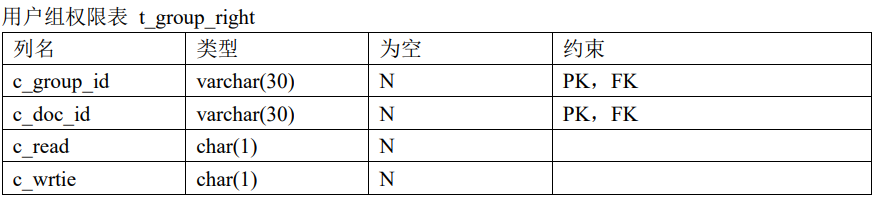 用户组权限表 t_group_right
列名 类型 为空 约束
c_group_id varchar(30) N PK，FK
c_doc_id varchar(30) N PK，FK
c_read char(1) N
c_wrtie char(1) N